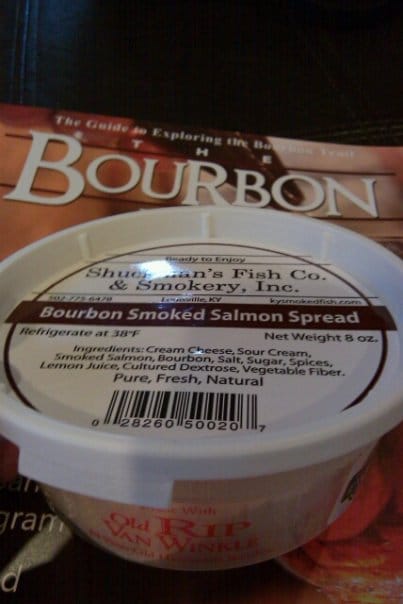 The Guide to Exploring the Bourbon Trail
THE
BOURBON
Ready to Enjoy
Shuckman's Fish Co.
& Smokery, Inc.
502-775-6478 Louisville, KY kysmokedfish.com
Bourbon Smoked Salmon Spread
Refrigerate at 38°F Net Weight 8 oz.
Ingredients: Cream Cheese, Sour Cream,
Smoked Salmon, Bourbon, Salt, Sugar, Spices,
Lemon Juice, Cultured Dextrose, Vegetable Fiber.
Pure, Fresh, Natural
0 28260 50020 7
Made With
Old RIP
VAN WINKLE
gram
d